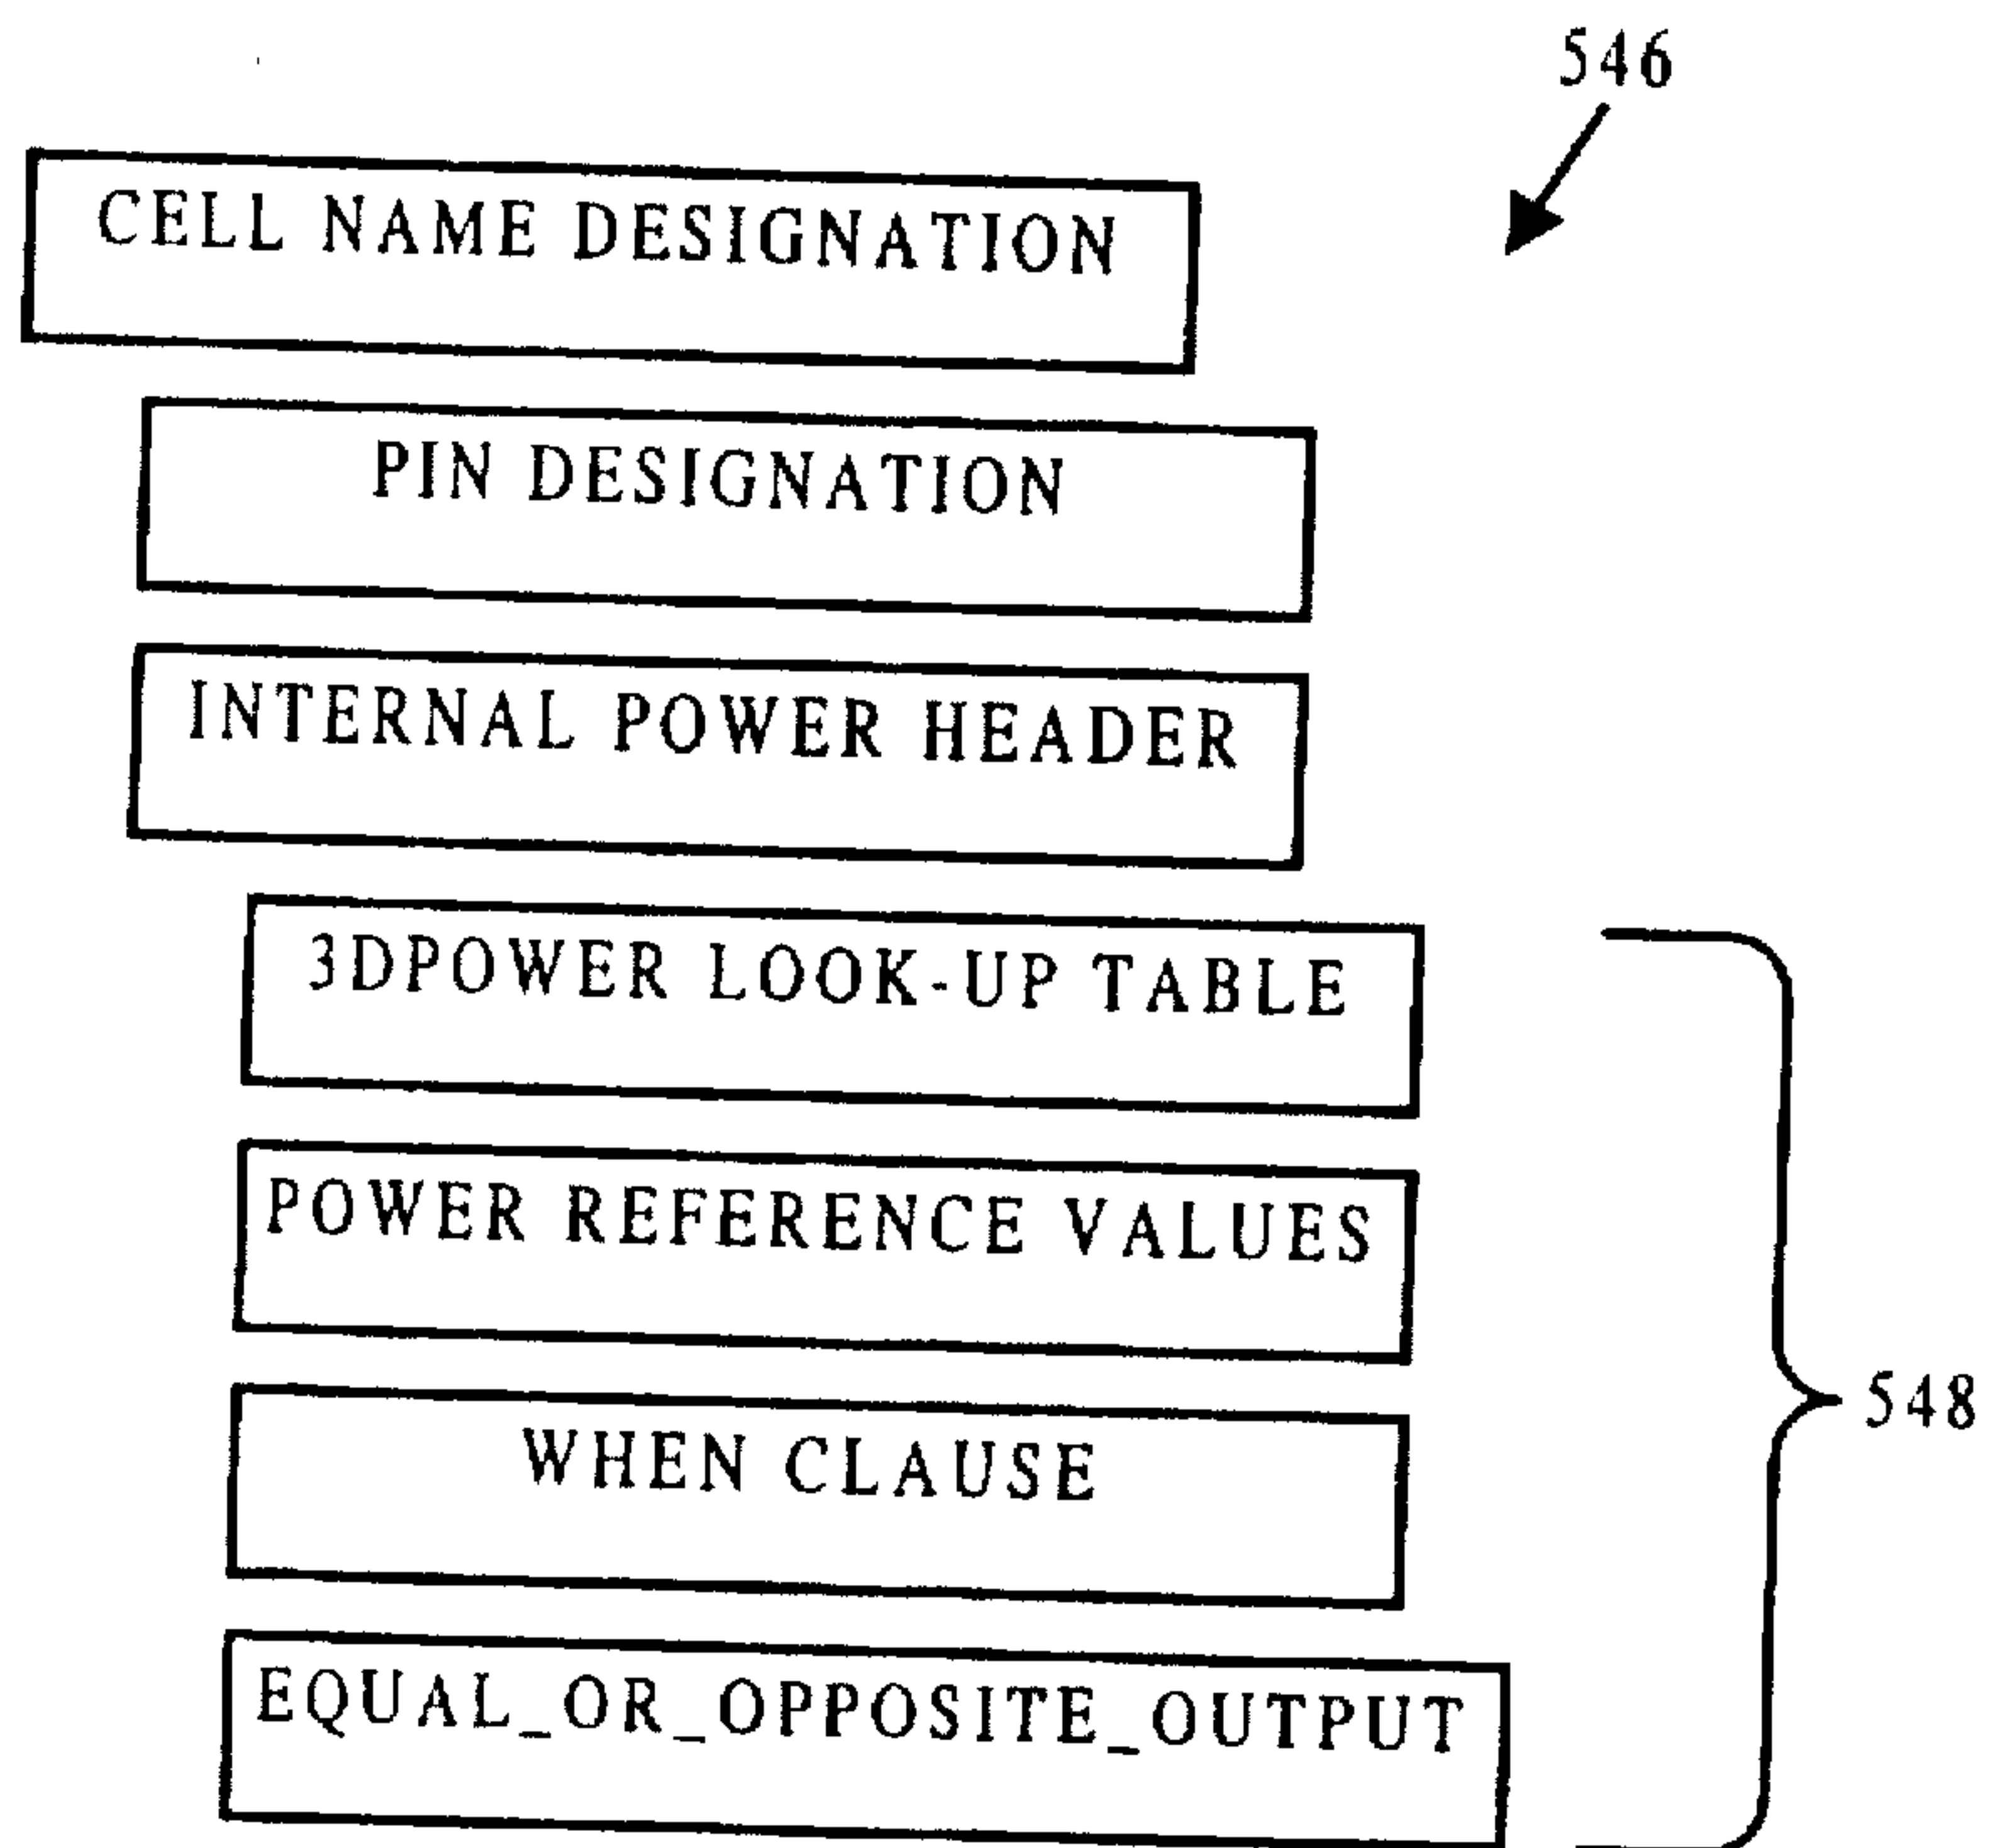 546
CELL NAME DESIGNATION
PIN DESIGNATION
INTERNAL POWER HEADER
3DPOWER LOOK-UP TABLE
POWER REFERENCE VALUES
WHEN CLAUSE
EQUAL_OR_OPPOSITE_OUTPUT
548